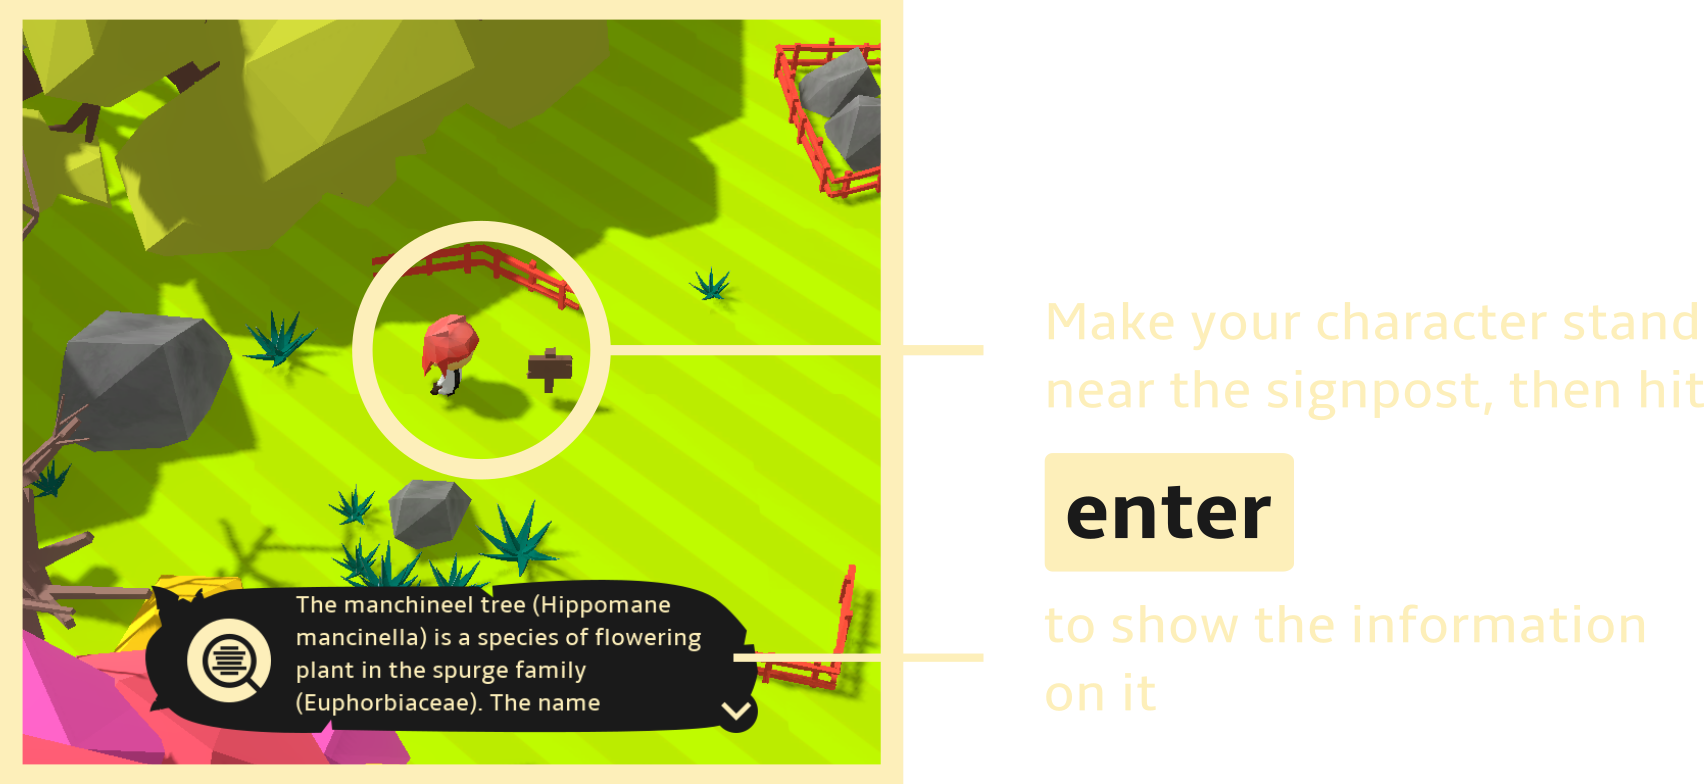 The manchineel tree (Hippomane
mancinella) is a species of flowering
plant in the spurge family
(Euphorbiaceae). The name
Make your character stand
near the signpost, then hit
enter
to show the information
on it